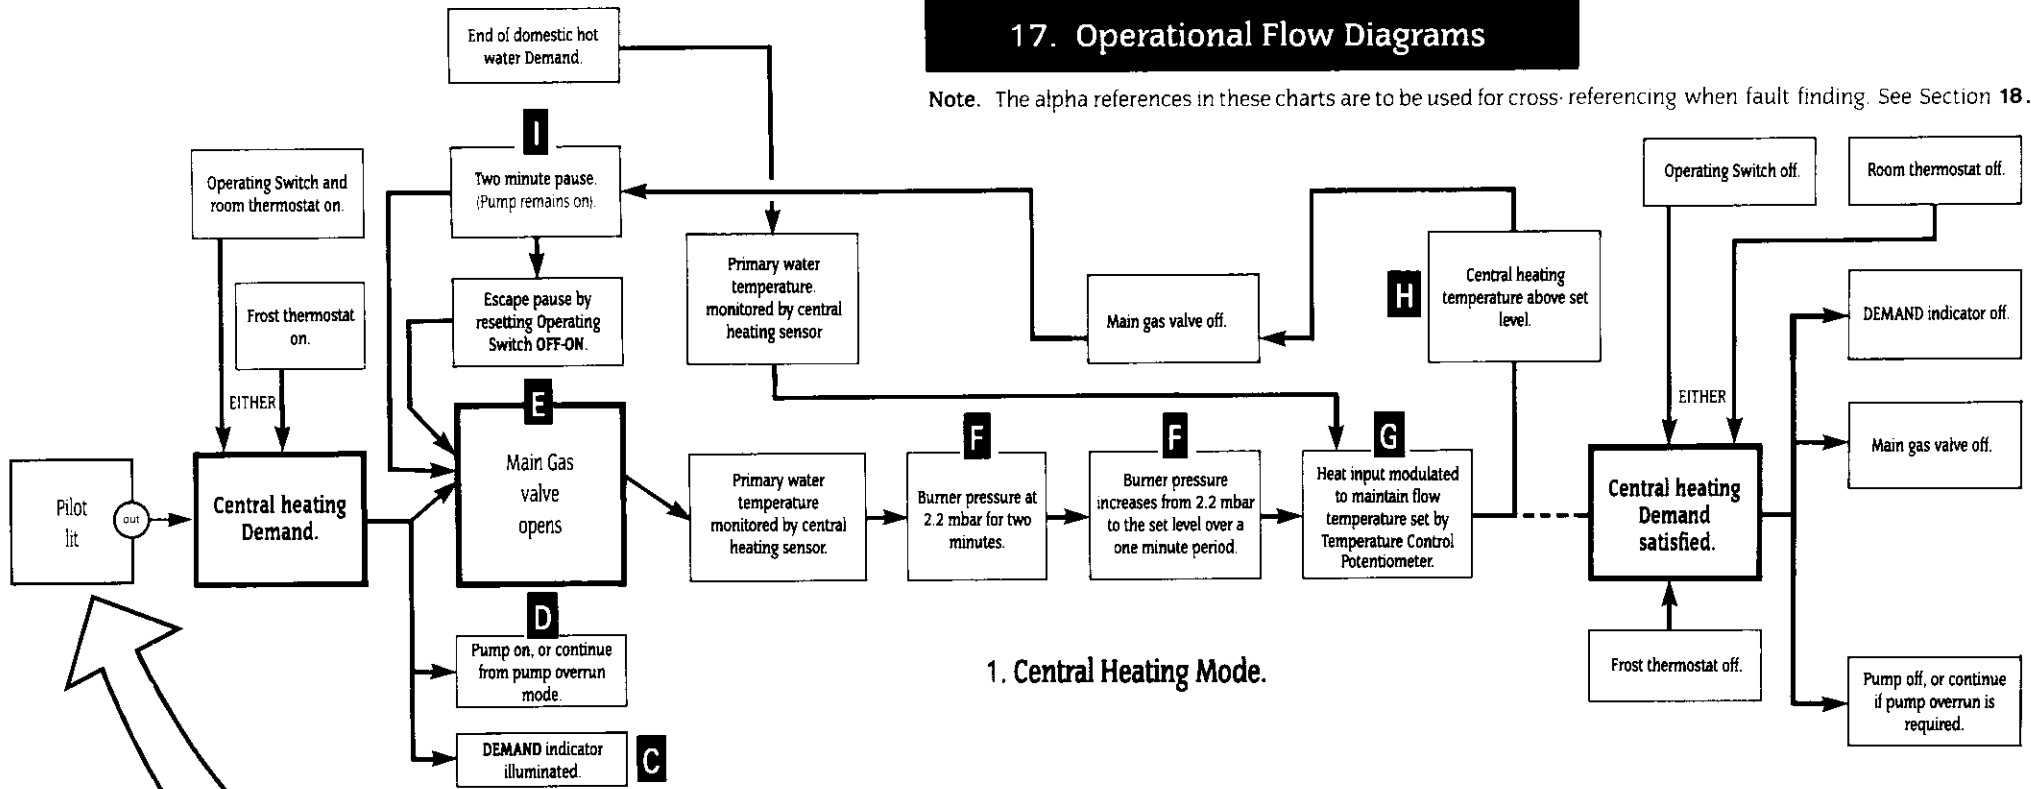 17. Operational Flow Diagrams
Note. The alpha references in these charts are to be used for cross- referencing when fault finding. See Section 18.
End of domestic hot
water Demand.
I
Two minute pause.
(Pump remains on).
Operating Switch and
room thermostat on.
Frost thermostat
on.
EITHER
Escape pause by
resetting Operating
Switch OFF-ON.
Primary water
temperature.
monitored by central
heating sensor
Main gas valve off.
H
Central heating
temperature above set
level.
Operating Switch off.
Room thermostat off.
EITHER
DEMAND indicator off.
Main gas valve off.
Pilot
lit
out
Central heating
Demand.
E
Main Gas
valve
opens
Primary water
temperature
monitored by central
heating sensor.
F
Burner pressure at
2.2 mbar for two
minutes.
F
Burner pressure
increases from 2.2 mbar
to the set level over a
one minute period.
G
Heat input modulated
to maintain flow
temperature set by
Temperature Control
Potentiometer.
Central heating
Demand
satisfied.
D
Pump on, or continue
from pump overrun
mode.
DEMAND indicator
illuminated.
C
1. Central Heating Mode.
Frost thermostat off.
Pump off, or continue
if pump overrun is
required.